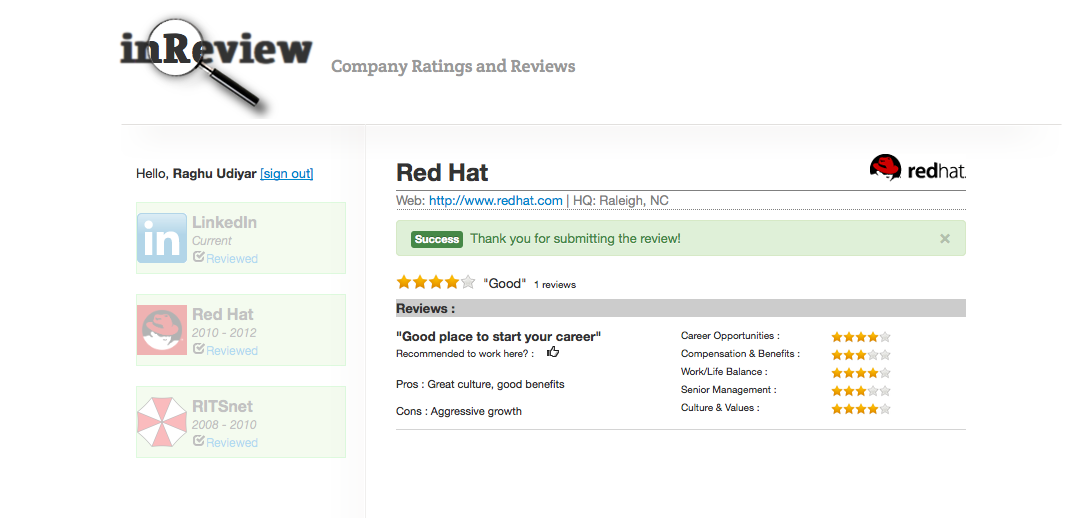 inReview
Company Ratings and Reviews
Hello, Raghu Udiyar [sign out]
in
LinkedIn
Current
Reviewed
Red Hat
2010 - 2012
Reviewed
RITSnet
2008 - 2010
Reviewed
Red Hat
redhat.
Web: http://www.redhat.com | HQ: Raleigh, NC
Success Thank you for submitting the review! ×
"Good" 1 reviews
Reviews :
"Good place to start your career"
Recommended to work here? :
Pros : Great culture, good benefits
Cons : Aggressive growth
Career Opportunities :
Compensation & Benefits :
Work/Life Balance :
Senior Management :
Culture & Values :